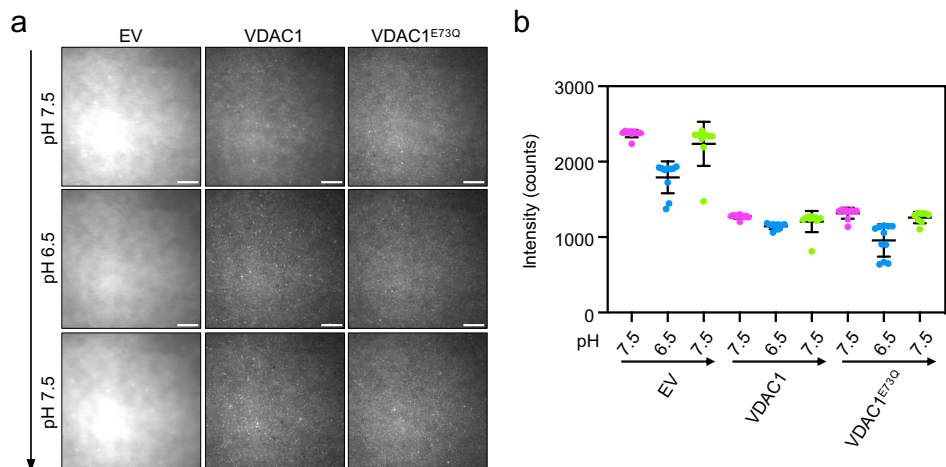 a
EV VDAC1 VDAC1E73Q
pH 7.5
pH 6.5
pH 7.5
b
Intensity (counts)
3000
2000
1000
0
pH 7.5 6.5 7.5 7.5 6.5 7.5 7.5 6.5 7.5
EV VDAC1 VDAC1E73Q